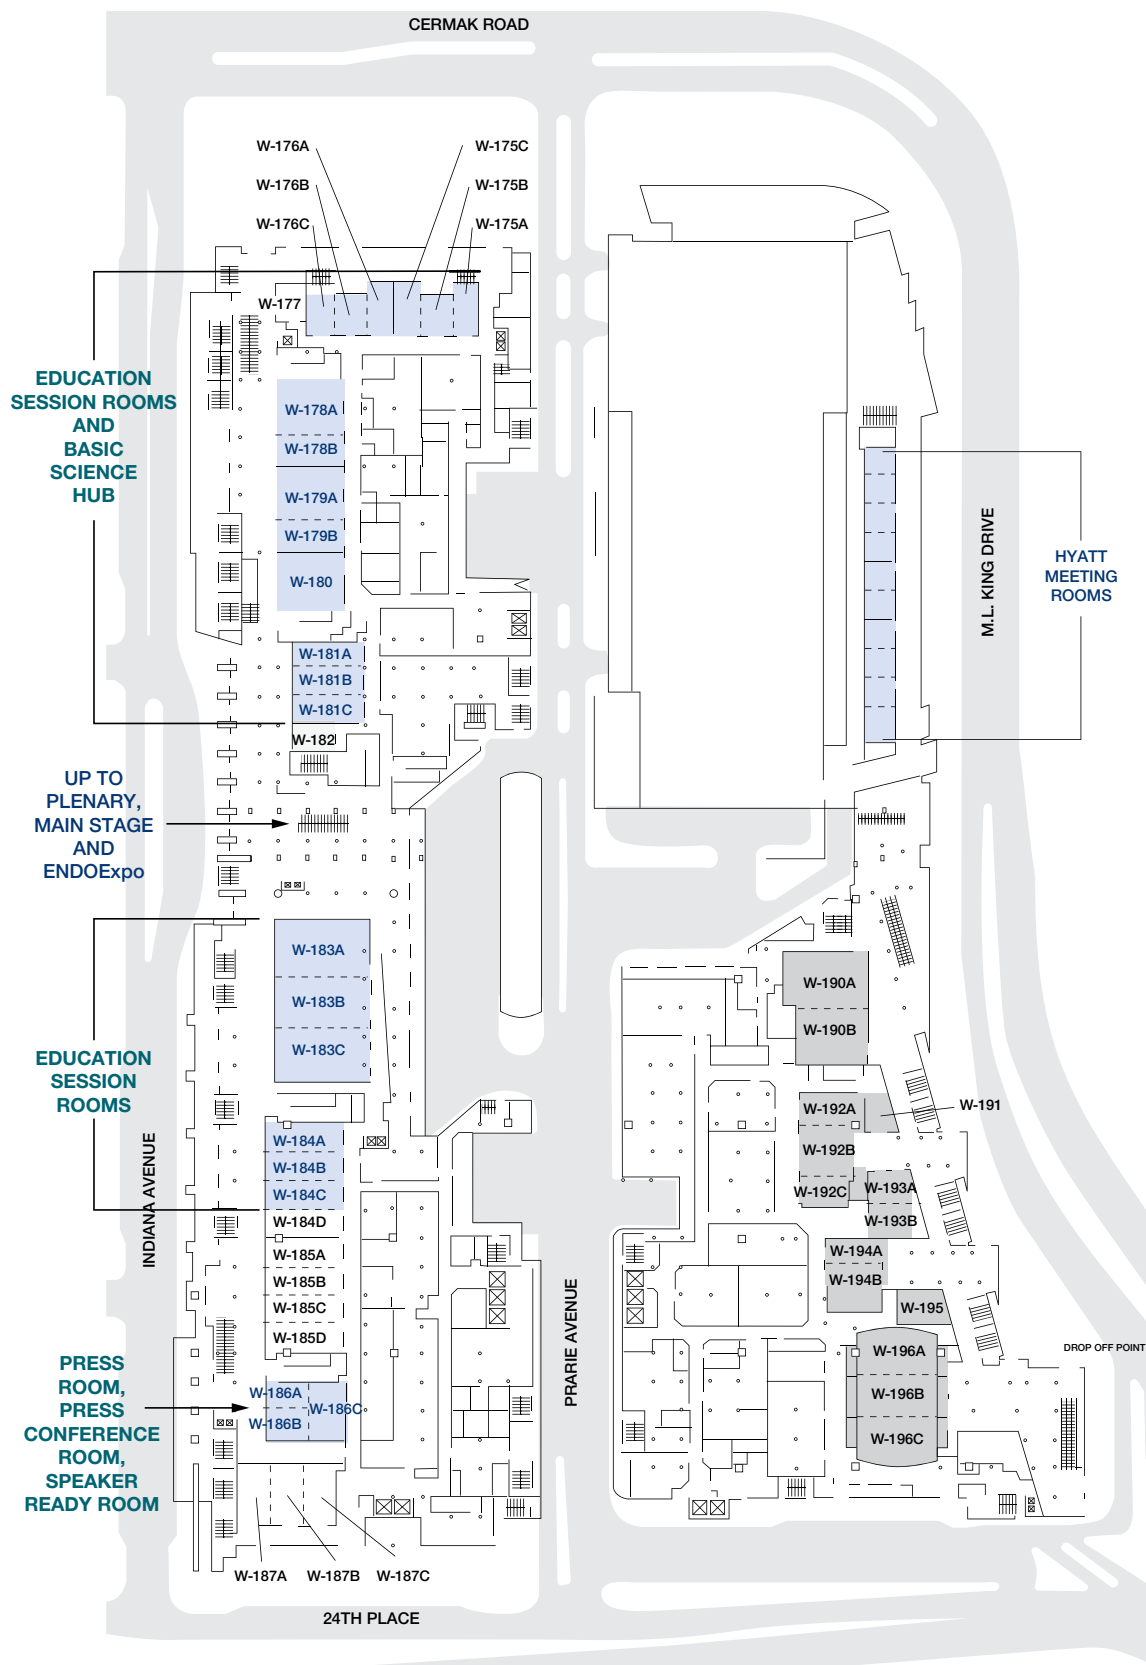 CERMAK ROAD
W-176A
W-175C
W-176B
W-175B
W-176C
W-175A
W-177
EDUCATION
SESSION ROOMS
AND
BASIC
SCIENCE
HUB
W-178A
W-178B
W-179A
W-179B
W-180
W-181A
W-181B
W-181C
W-182
HYATT
MEETING
ROOMS
M.L. KING DRIVE
UP TO
PLENARY,
MAIN STAGE
AND
ENDOExpo
W-183A
W-183B
W-183C
EDUCATION
SESSION
ROOMS
W-184A
W-184B
W-184C
W-184D
W-185A
W-185B
W-185C
W-185D
INDIANA AVENUE
PRESS
ROOM,
PRESS
CONFERENCE
ROOM,
SPEAKER
READY ROOM
W-186A
W-186B
W-186C
W-187A
W-187B
W-187C
24TH PLACE
PRARIE AVENUE
W-190A
W-190B
W-191
W-192A
W-192B
W-192C
W-193A
W-193B
W-194A
W-194B
W-195
W-196A
W-196B
W-196C
DROP OFF POINT